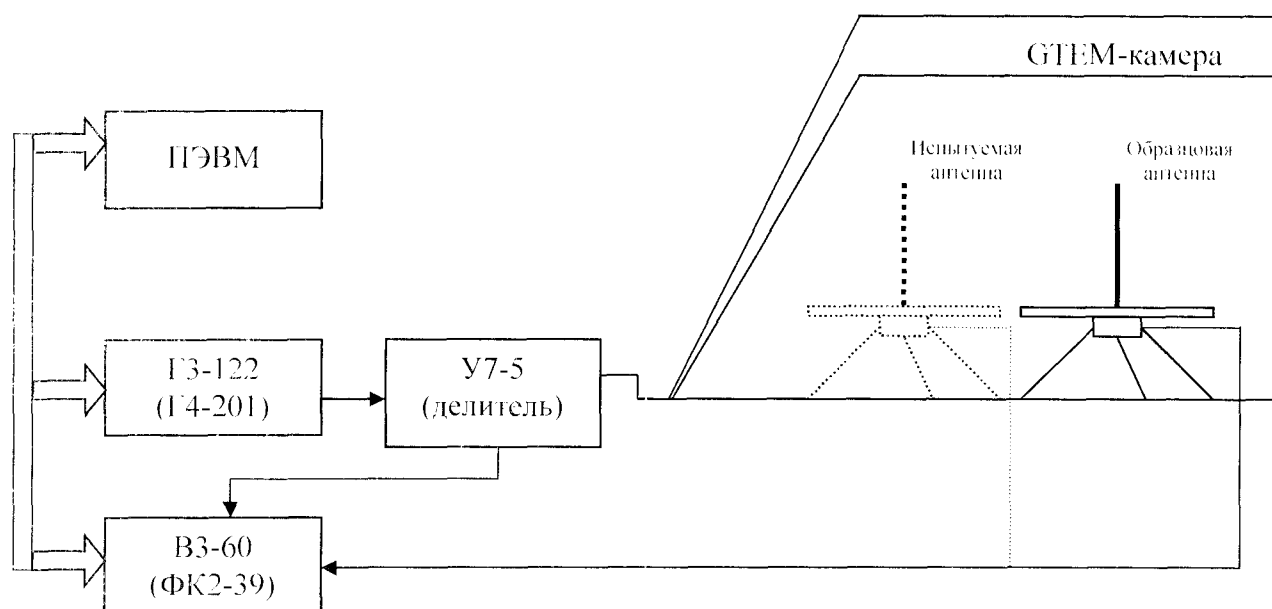 GTEM-камера
ПЭВМ
Испытуемая
антенна
Образцовая
антенна
Г3-122
(Г4-201)
У7-5
(делитель)
В3-60
(ФК2-39)